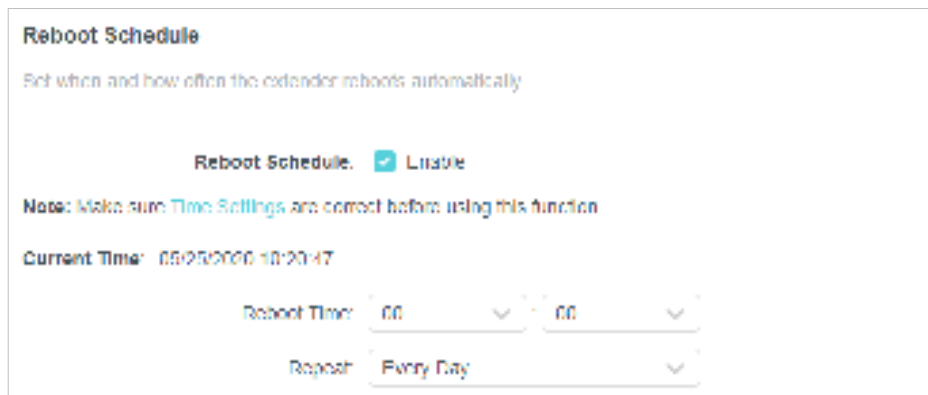 Reboot Schedule
Set when and how often the extender reboots automatically
Reboot Schedule: Enable
Note: Make sure Time Settings are correct before using this function
Current Time: 05/25/2020 10:20:47
Reboot Time: 00 : 00
Repeat: Every Day